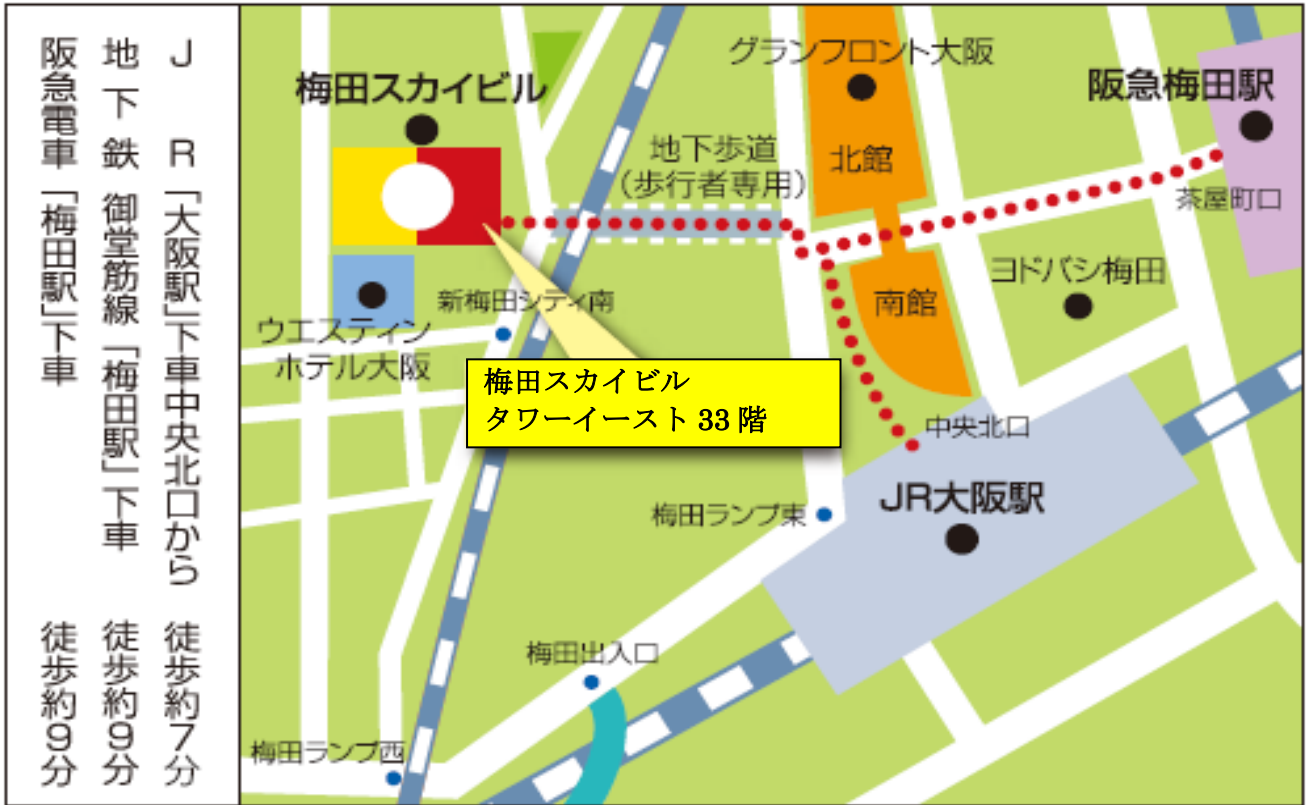 JR「大阪駅」下車中央北口から 徒歩約7分
地下鉄 御堂筋線「梅田駅」下車 徒歩約9分
阪急電車「梅田駅」下車 徒歩約9分
梅田スカイビル
グランフロント大阪
阪急梅田駅
地下歩道
(歩行者専用)
北館
茶屋町口
ヨドバシ梅田
南館
新梅田シティ南
ウエスティン
ホテル大阪
梅田スカイビル
タワーイースト 33 階
中央北口
JR大阪駅
梅田ランプ東
梅田出入口
梅田ランプ西